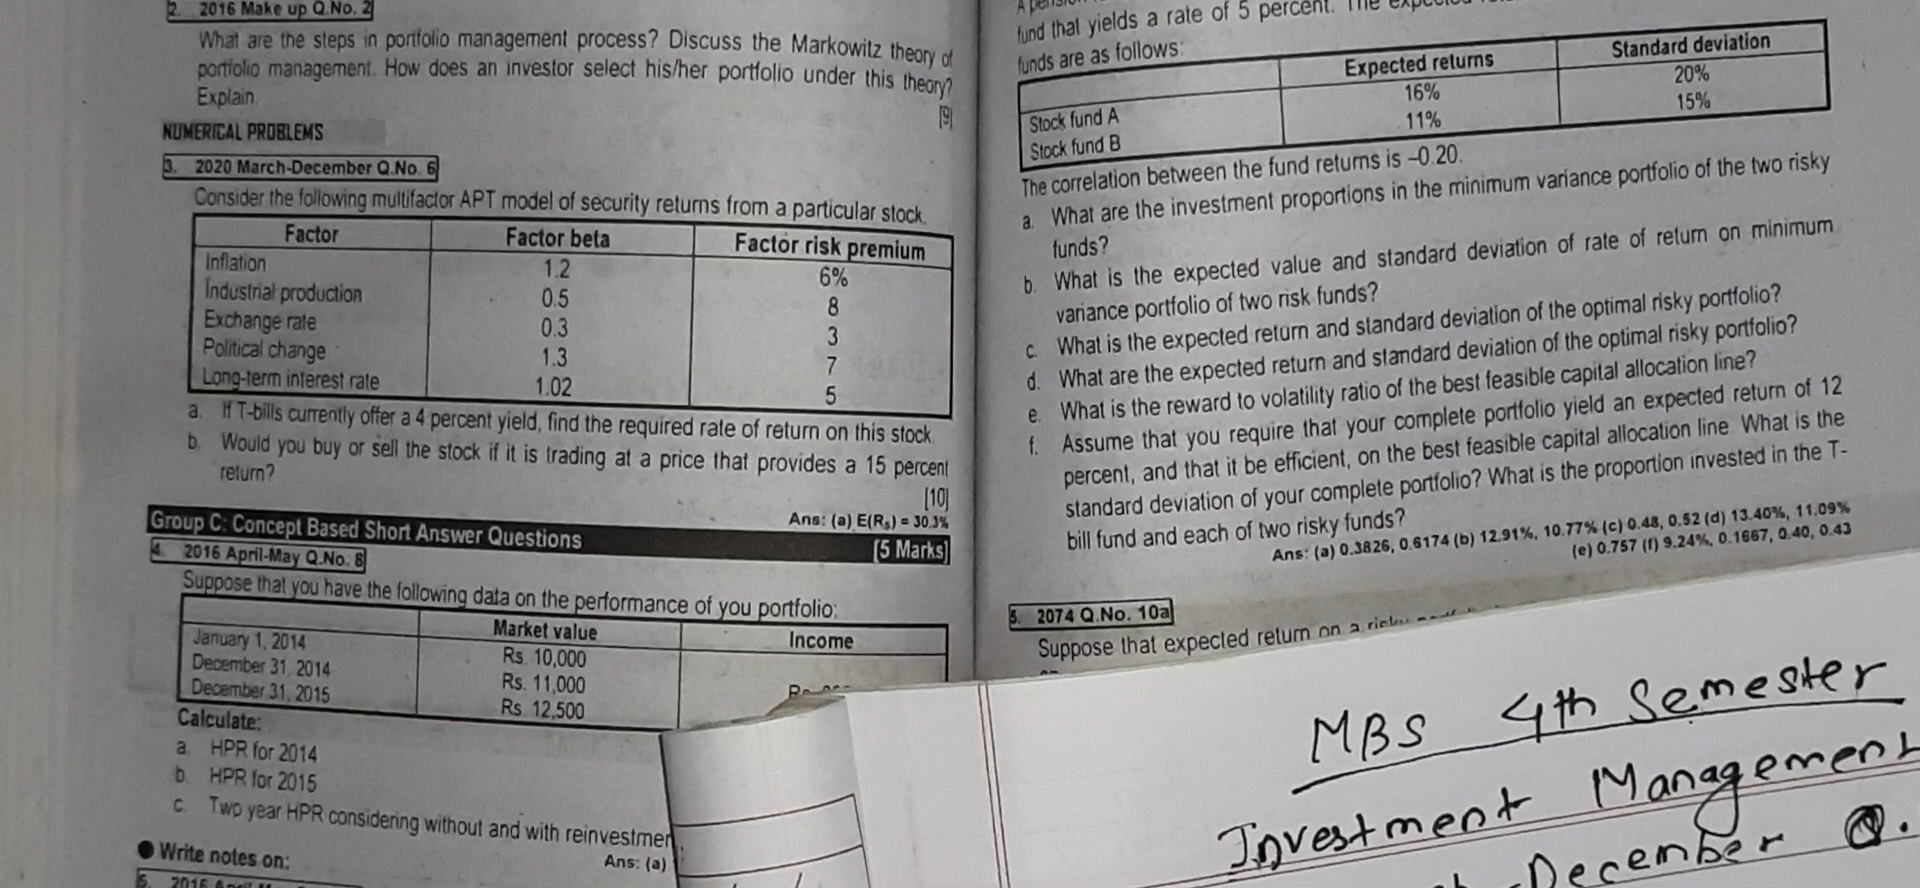 2. 2016 Make up Q.No. 2
What are the steps in portfolio management process? Discuss the Markowitz theory of
portfolio management. How does an investor select his/her portfolio under this theory?
Explain
[9]
NUMERICAL PROBLEMS
3. 2020 March-December Q.No. 6
Consider the following multifactor APT model of security returns from a particular stock.
Factor Factor beta Factor risk premium
Inflation 1.2 6%
Industrial production 0.5 8
Exchange rate 0.3 3
Political change 1.3 7
Long-term interest rate 1.02 5
a. If T-bills currently offer a 4 percent yield, find the required rate of return on this stock.
b. Would you buy or sell the stock if it is trading at a price that provides a 15 percent
return?
[10]
Ans: (a) E(Rs) = 30.3%
Group C: Concept Based Short Answer Questions [5 Marks]
4. 2016 April-May Q.No. 8
Suppose that you have the following data on the performance of you portfolio:
Market value Income
January 1, 2014 Rs. 10,000
December 31, 2014 Rs. 11,000
December 31, 2015 Rs. 12,500
Calculate:
a. HPR for 2014
b. HPR for 2015
c. Two year HPR considering without and with
Ans: (a)
● Write notes on:
5. 2016
fund that yields a rate of 5 percent.
funds are as follows:
Expected returns Standard deviation
Stock fund A 16% 20%
Stock fund B 11% 15%
The correlation between the fund returns is –0.20.
a. What are the investment proportions in the minimum variance portfolio of the two risky
funds?
b. What is the expected value and standard deviation of rate of return on minimum
variance portfolio of two risk funds?
c. What is the expected return and standard deviation of the optimal risky portfolio?
d. What are the expected return and standard deviation of the optimal risky portfolio?
e. What is the reward to volatility ratio of the best feasible capital allocation line?
f. Assume that you require that your complete portfolio yield an expected return of 12
percent, and that it be efficient, on the best feasible capital allocation line. What is the
standard deviation of your complete portfolio? What is the proportion invested in the T-
bill fund and each of two risky funds?
Ans: (a) 0.3826, 0.6174 (b) 12.91%, 10.77% (c) 0.48, 0.52 (d) 13.40%, 11.09%
(e) 0.757 (f) 9.24%, 0.1667, 0.40, 0.43
5. 2074 Q.No. 10a
Suppose that expected return on a
MBS 4th Semester
Investment Management
December Q.